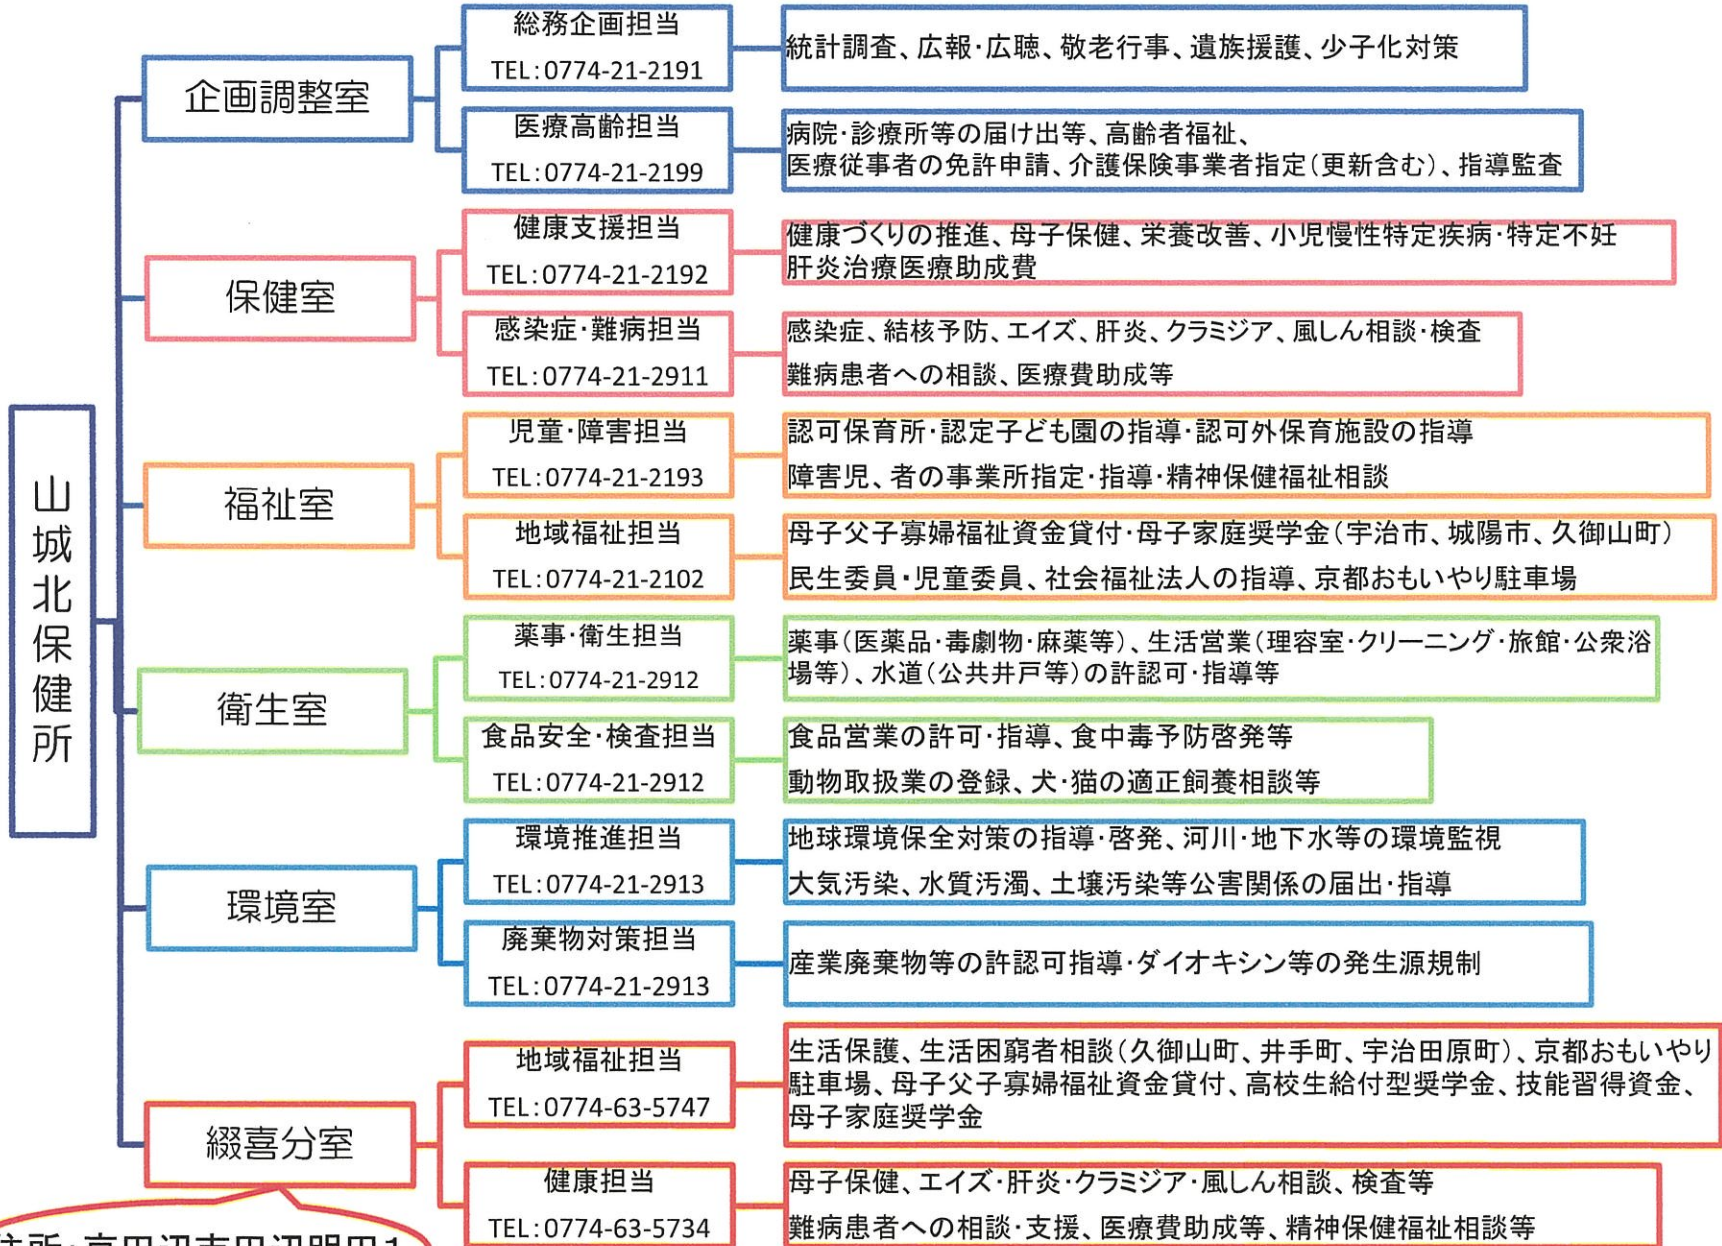 山城北保健所
企画調整室
総務企画担当
TEL:0774-21-2191
統計調査、広報・広聴、敬老行事、遺族援護、少子化対策
医療高齢担当
TEL:0774-21-2199
病院・診療所等の届け出等、高齢者福祉、
医療従事者の免許申請、介護保険事業者指定(更新含む)、指導監査
保健室
健康支援担当
TEL:0774-21-2192
健康づくりの推進、母子保健、栄養改善、小児慢性特定疾病・特定不妊
肝炎治療医療助成費
感染症・難病担当
TEL:0774-21-2911
感染症、結核予防、エイズ、肝炎、クラミジア、風しん相談・検査
難病患者への相談、医療費助成等
福祉室
児童・障害担当
TEL:0774-21-2193
認可保育所・認定子ども園の指導・認可外保育施設の指導
障害児、者の事業所指定・指導・精神保健福祉相談
地域福祉担当
TEL:0774-21-2102
母子父子寡婦福祉資金貸付・母子家庭奨学金(宇治市、城陽市、久御山町)
民生委員・児童委員、社会福祉法人の指導、京都おもいやり駐車場
衛生室
薬事・衛生担当
TEL:0774-21-2912
薬事(医薬品・毒劇物・麻薬等)、生活営業(理容室・クリーニング・旅館・公衆浴
場等)、水道(公共井戸等)の許認可・指導等
食品安全・検査担当
TEL:0774-21-2912
食品営業の許可・指導、食中毒予防啓発等
動物取扱業の登録、犬・猫の適正飼養相談等
環境室
環境推進担当
TEL:0774-21-2913
地球環境保全対策の指導・啓発、河川・地下水等の環境監視
大気汚染、水質汚濁、土壌汚染等公害関係の届出・指導
廃棄物対策担当
TEL:0774-21-2913
産業廃棄物等の許認可指導・ダイオキシン等の発生源規制
綴喜分室
地域福祉担当
TEL:0774-63-5747
生活保護、生活困窮者相談(久御山町、井手町、宇治田原町)、京都おもいやり
駐車場、母子父子寡婦福祉資金貸付、高校生給付型奨学金、技能習得資金、
母子家庭奨学金
健康担当
TEL:0774-63-5734
母子保健、エイズ・肝炎・クラミジア・風しん相談、検査等
難病患者への相談・支援、医療費助成等、精神保健福祉相談等